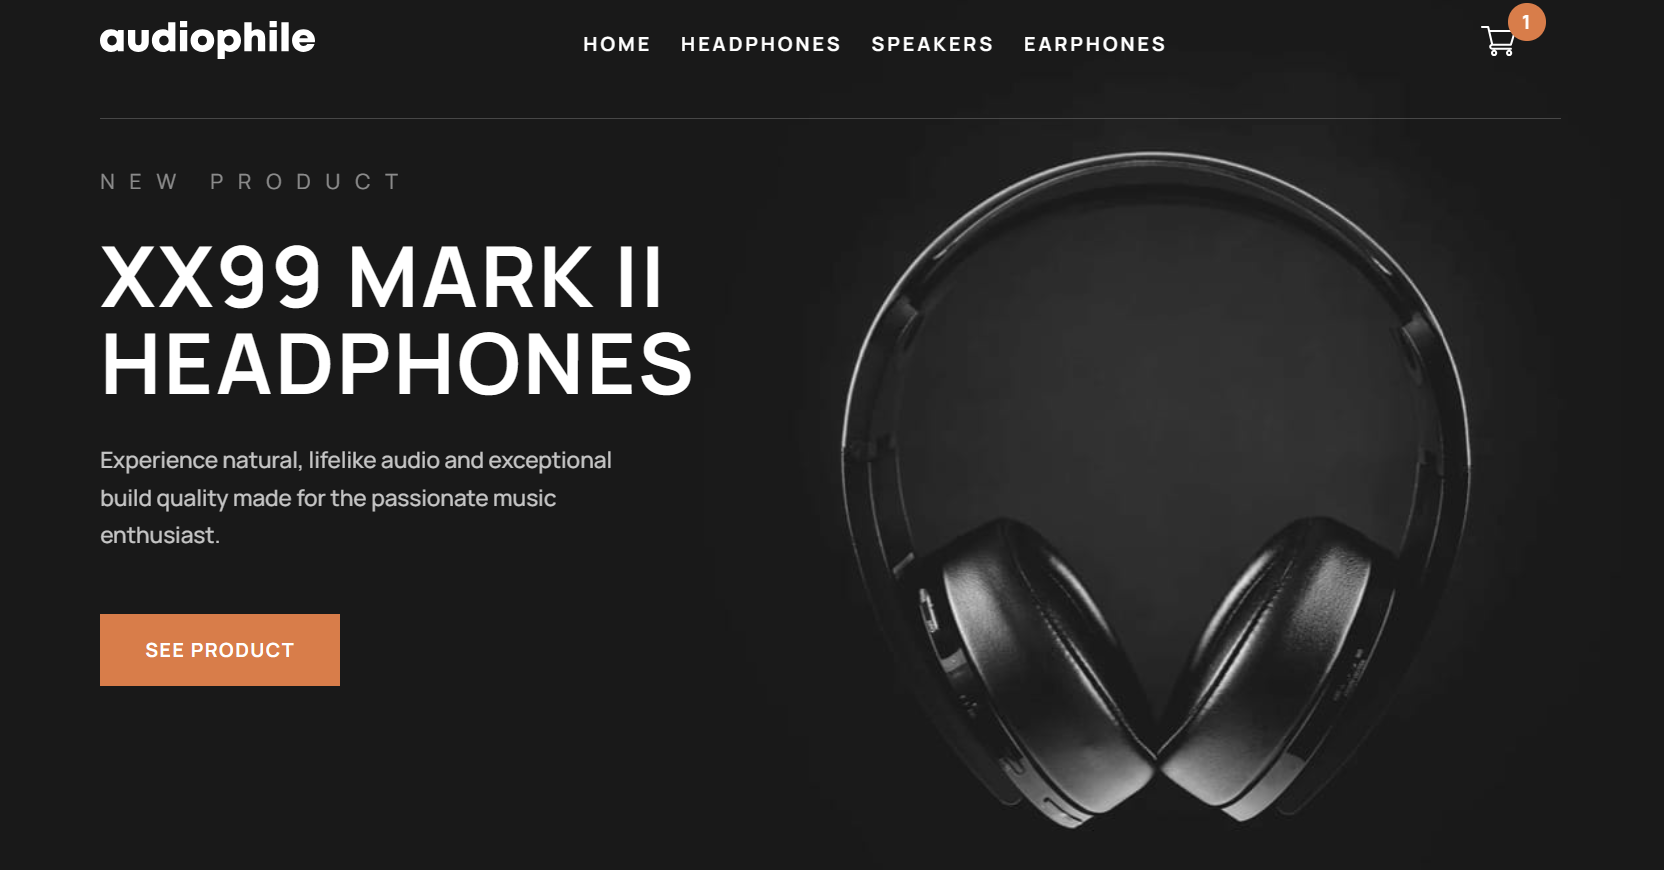 audiophile
HOME HEADPHONES SPEAKERS EARPHONES
1
NEW PRODUCT
XX99 MARK II
HEADPHONES
Experience natural, lifelike audio and exceptional
build quality made for the passionate music
enthusiast.
SEE PRODUCT